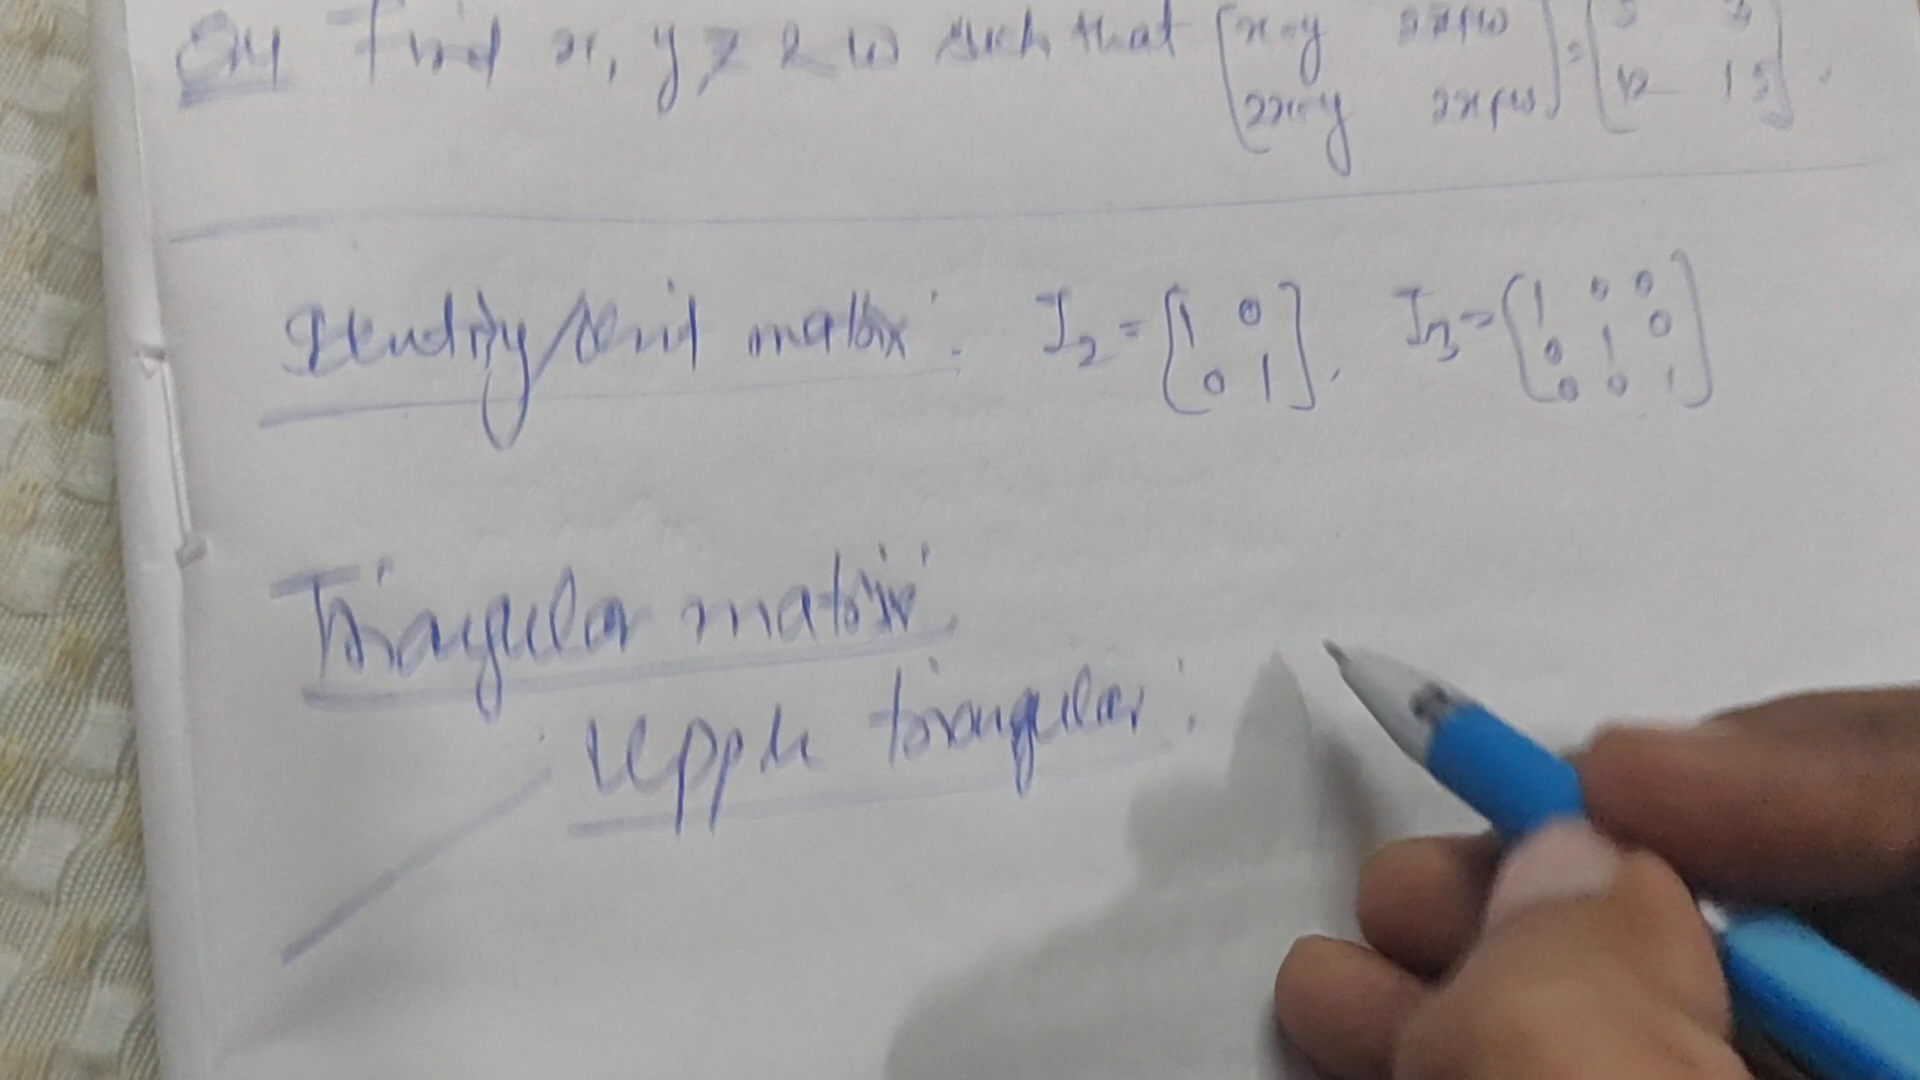 Find x, y, z & w such that [x-y 2z+w 2x-y 2x+w] = [5 3 12 15].
Identity/Unit matrix: I2 = [1 0 0 1], I3 = [1 0 0 0 1 0 0 0 1]
Triangular matrix:
Upper triangular: